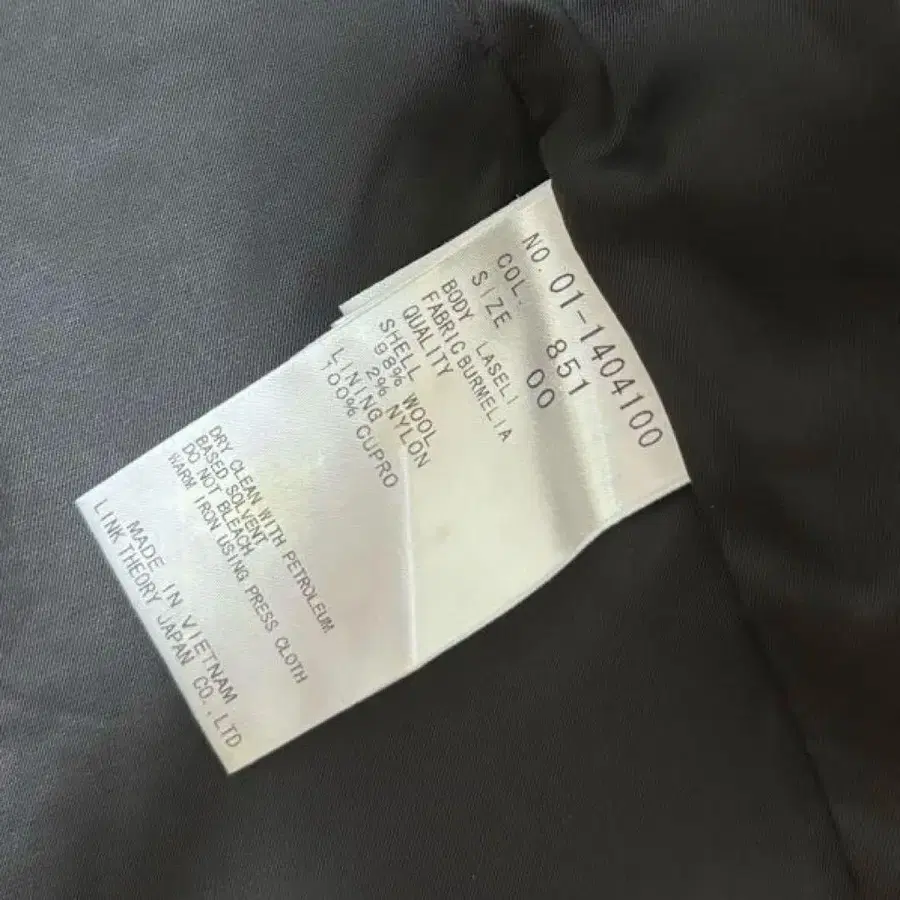 NO. 01-1404100
COL. 851
SIZE 00
BODY LASELI
FABRIC BURMELIA
QUALITY
SHELL
98% WOOL
2% NYLON
LINING
100% CUPRO
DRY CLEAN WITH PETROLEUM
BASED SOLVENT
DO NOT BLEACH
WARM IRON USING PRESS CLOTH
MADE IN VIETNAM
LINK THEORY JAPAN CO.,LTD